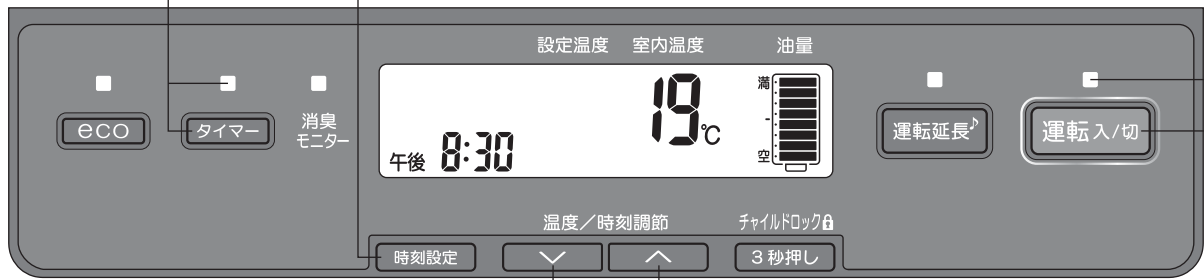 設定温度 室内温度 油量
eco
タイマー
消臭
モニター
午後 8:30
19℃
満
空
運転延長♪
運転 入/切
温度／時刻調節
チャイルドロック
時刻設定
3秒押し